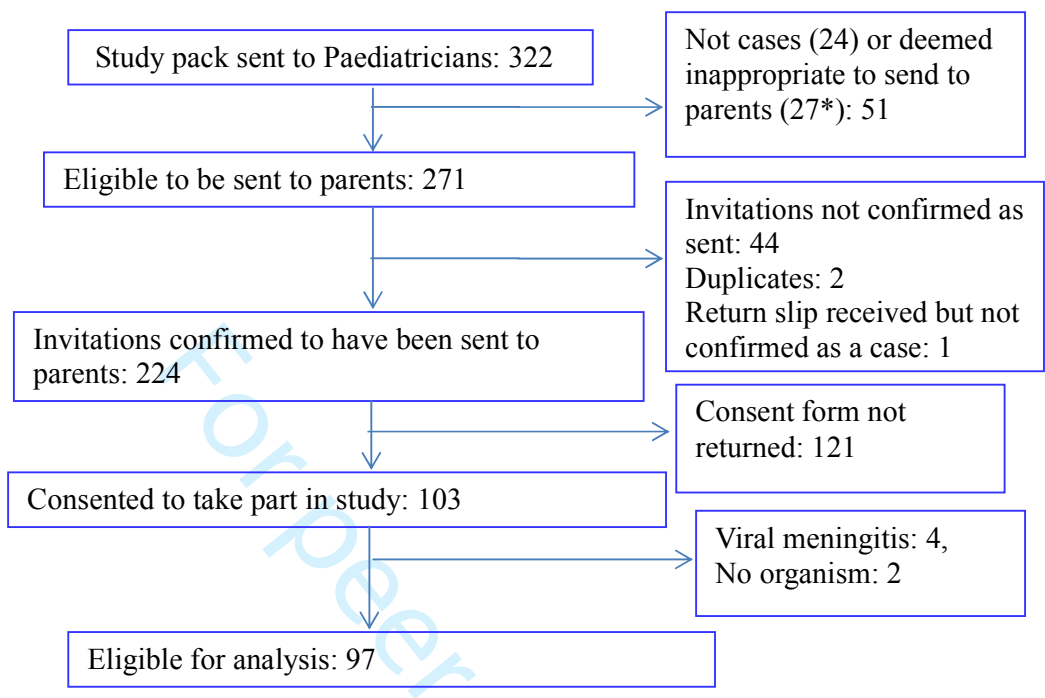 Study pack sent to Paediatricians: 322
Not cases (24) or deemed
inappropriate to send to
parents (27*): 51
Eligible to be sent to parents: 271
Invitations not confirmed as
sent: 44
Duplicates: 2
Return slip received but not
confirmed as a case: 1
Invitations confirmed to have been sent to
parents: 224
Consent form not
returned: 121
Consented to take part in study: 103
Viral meningitis: 4,
No organism: 2
Eligible for analysis: 97
For peer